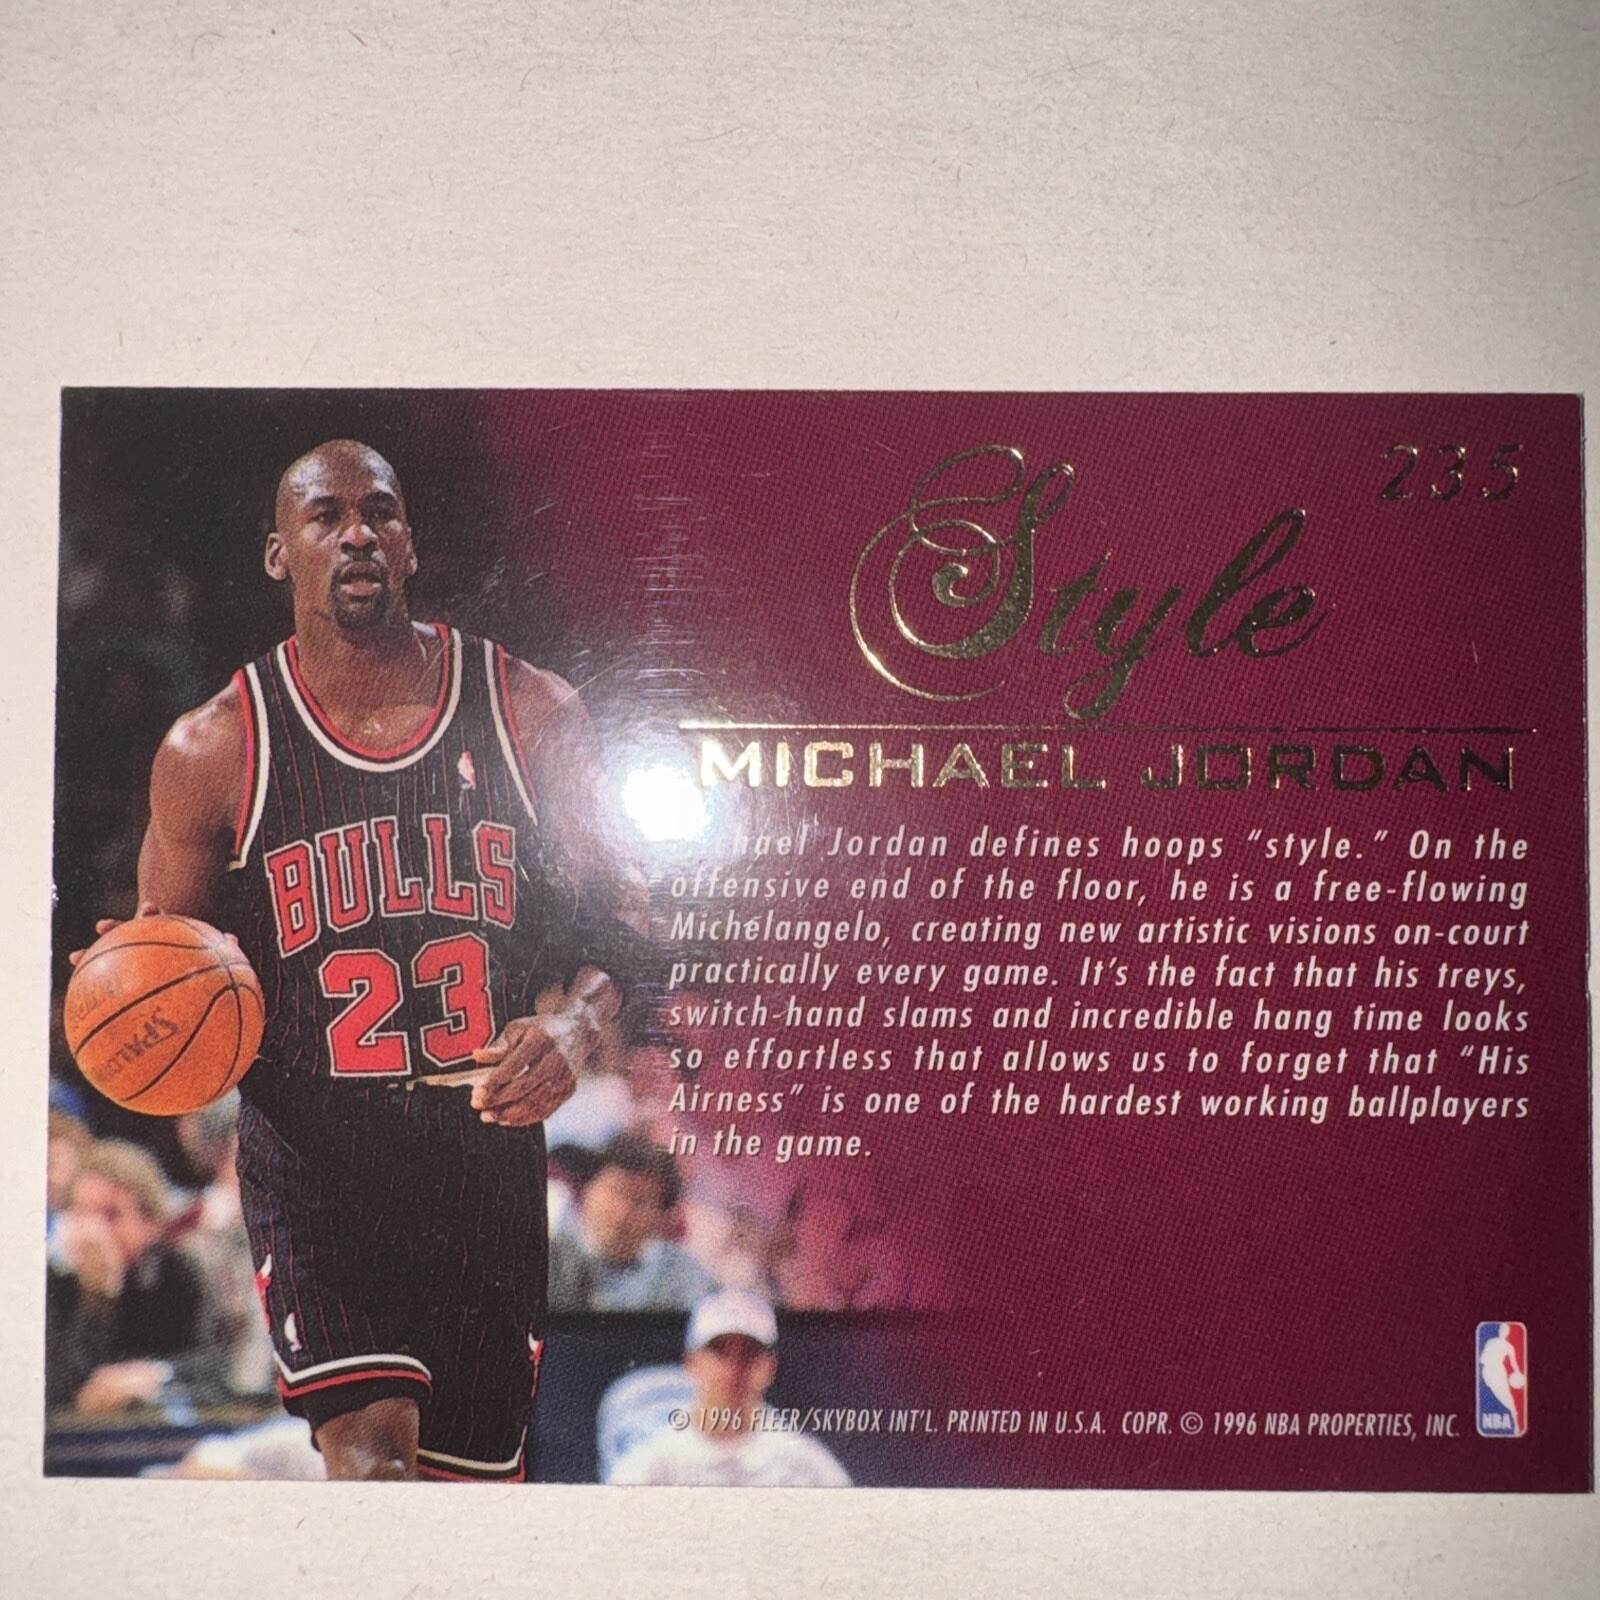 235
Style
MICHAEL JORDAN
Michael Jordan defines hoops “style.” On the
offensive end of the floor, he is a free-flowing
Michelangelo, creating new artistic visions on-court
practically every game. It’s the fact that his treys,
switch-hand slams and incredible hang time looks
so effortless that allows us to forget that “His
Airness” is one of the hardest working ballplayers
in the game.
BULLS
23
SPALDING
© 1996 FLEER/SKYBOX INT’L. PRINTED IN U.S.A. COPR. © 1996 NBA PROPERTIES, INC.
NBA